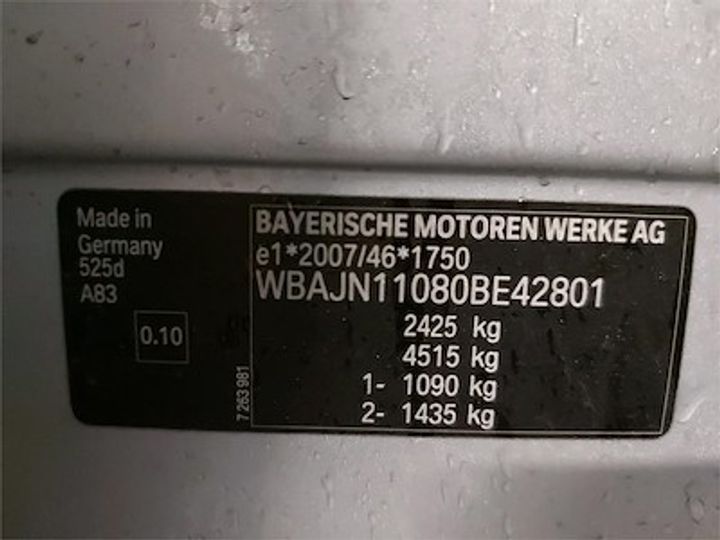 Made in
Germany
525d
A83
0.10
7 263 981
BAYERISCHE MOTOREN WERKE AG
e1*2007/46*1750
WBAJN11080BE42801
2425 kg
4515 kg
1- 1090 kg
2- 1435 kg